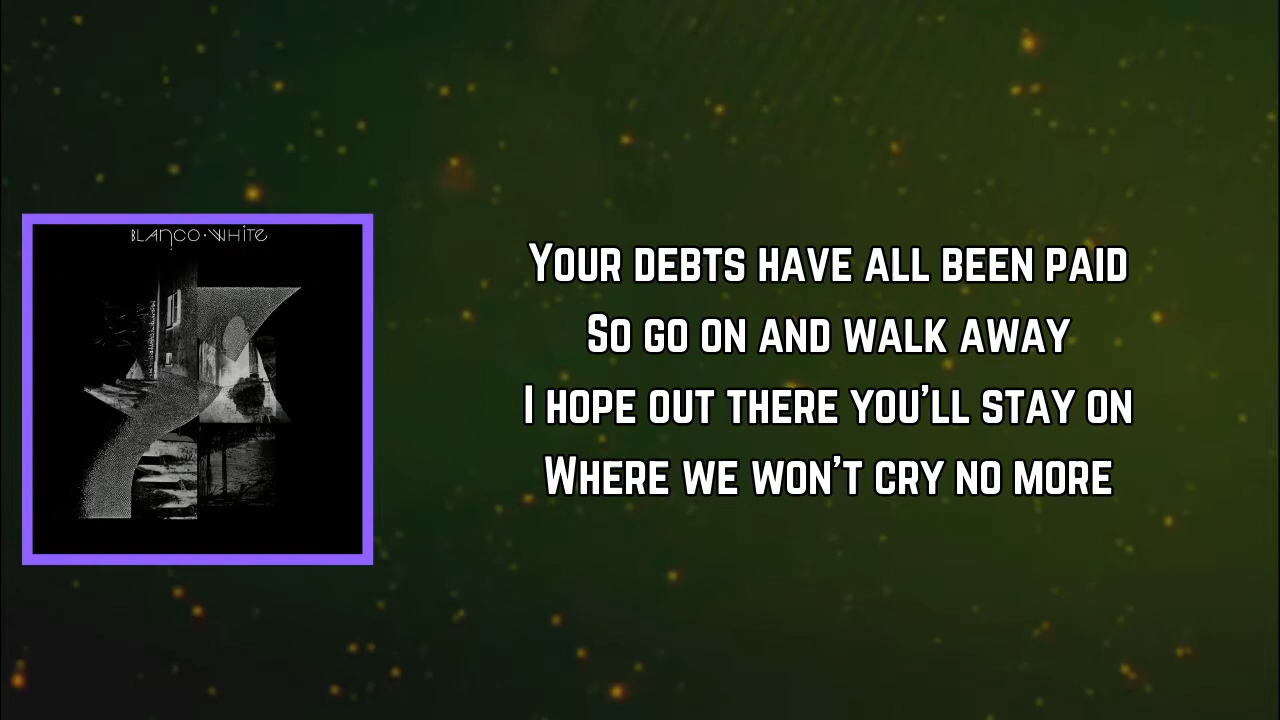 BLANCO·WHITE
YOUR DEBTS HAVE ALL BEEN PAID
SO GO ON AND WALK AWAY
I HOPE OUT THERE YOU'LL STAY ON
WHERE WE WON'T CRY NO MORE